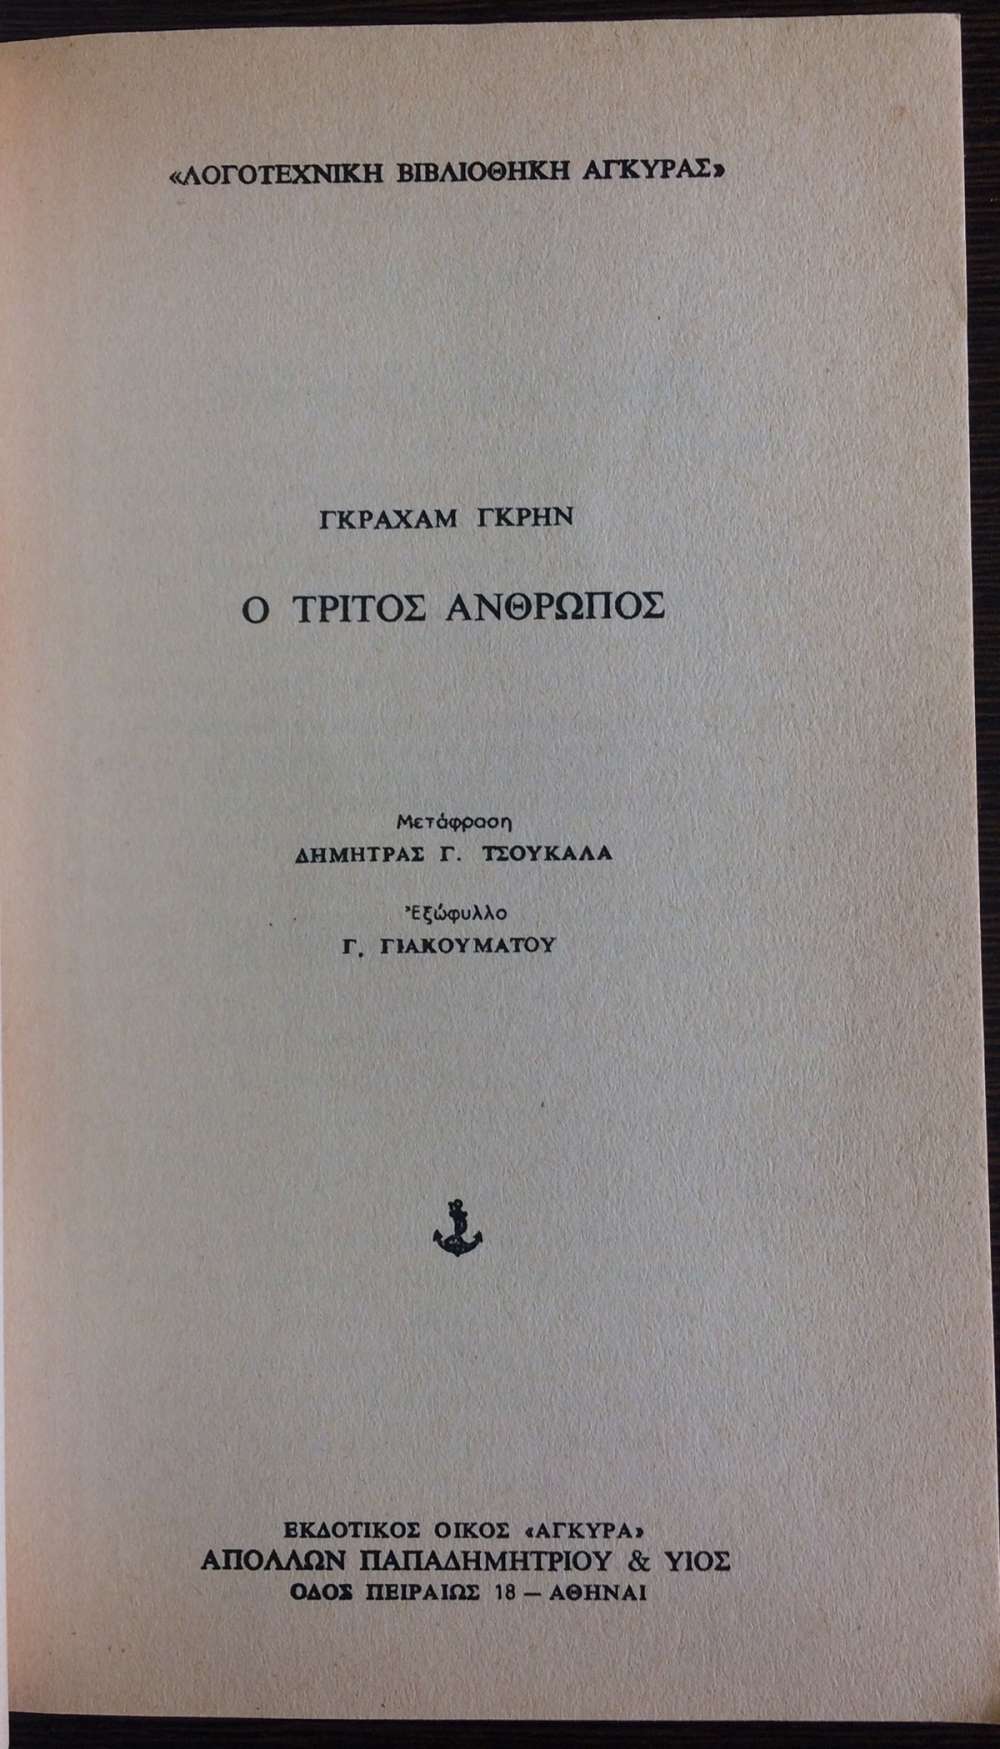 «ΛΟΓΟΤΕΧΝΙΚΗ ΒΙΒΛΙΟΘΗΚΗ ΑΓΚΥΡΑΣ»
ΓΚΡΑΧΑΜ ΓΚΡΗΝ
Ο ΤΡΙΤΟΣ ΑΝΘΡΩΠΟΣ
Μετάφραση
ΔΗΜΗΤΡΑΣ Γ. ΤΣΟΥΚΑΛΑ
Ἐξώφυλλο
Γ. ΓΙΑΚΟΥΜΑΤΟΥ
ΕΚΔΟΤΙΚΟΣ ΟΙΚΟΣ «ΑΓΚΥΡΑ»
ΑΠΟΛΛΩΝ ΠΑΠΑΔΗΜΗΤΡΙΟΥ & ΥΙΟΣ
ΟΔΟΣ ΠΕΙΡΑΙΩΣ 18 — ΑΘΗΝΑΙ